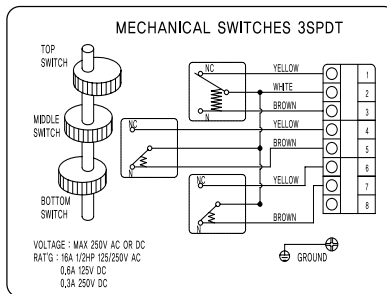 MECHANICAL SWITCHES 3SPDT
TOP
SWITCH
MIDDLE
SWITCH
BOTTOM
SWITCH
NC
N
NC
N
NC
N
YELLOW
WHITE
BROWN
YELLOW
BROWN
YELLOW
BROWN
1
2
3
4
5
6
7
8
GROUND
VOLTAGE : MAX 250V AC OR DC
RAT'G : 16A 1/2HP 125/250V AC
0,6A 125V DC
0,3A 250V DC